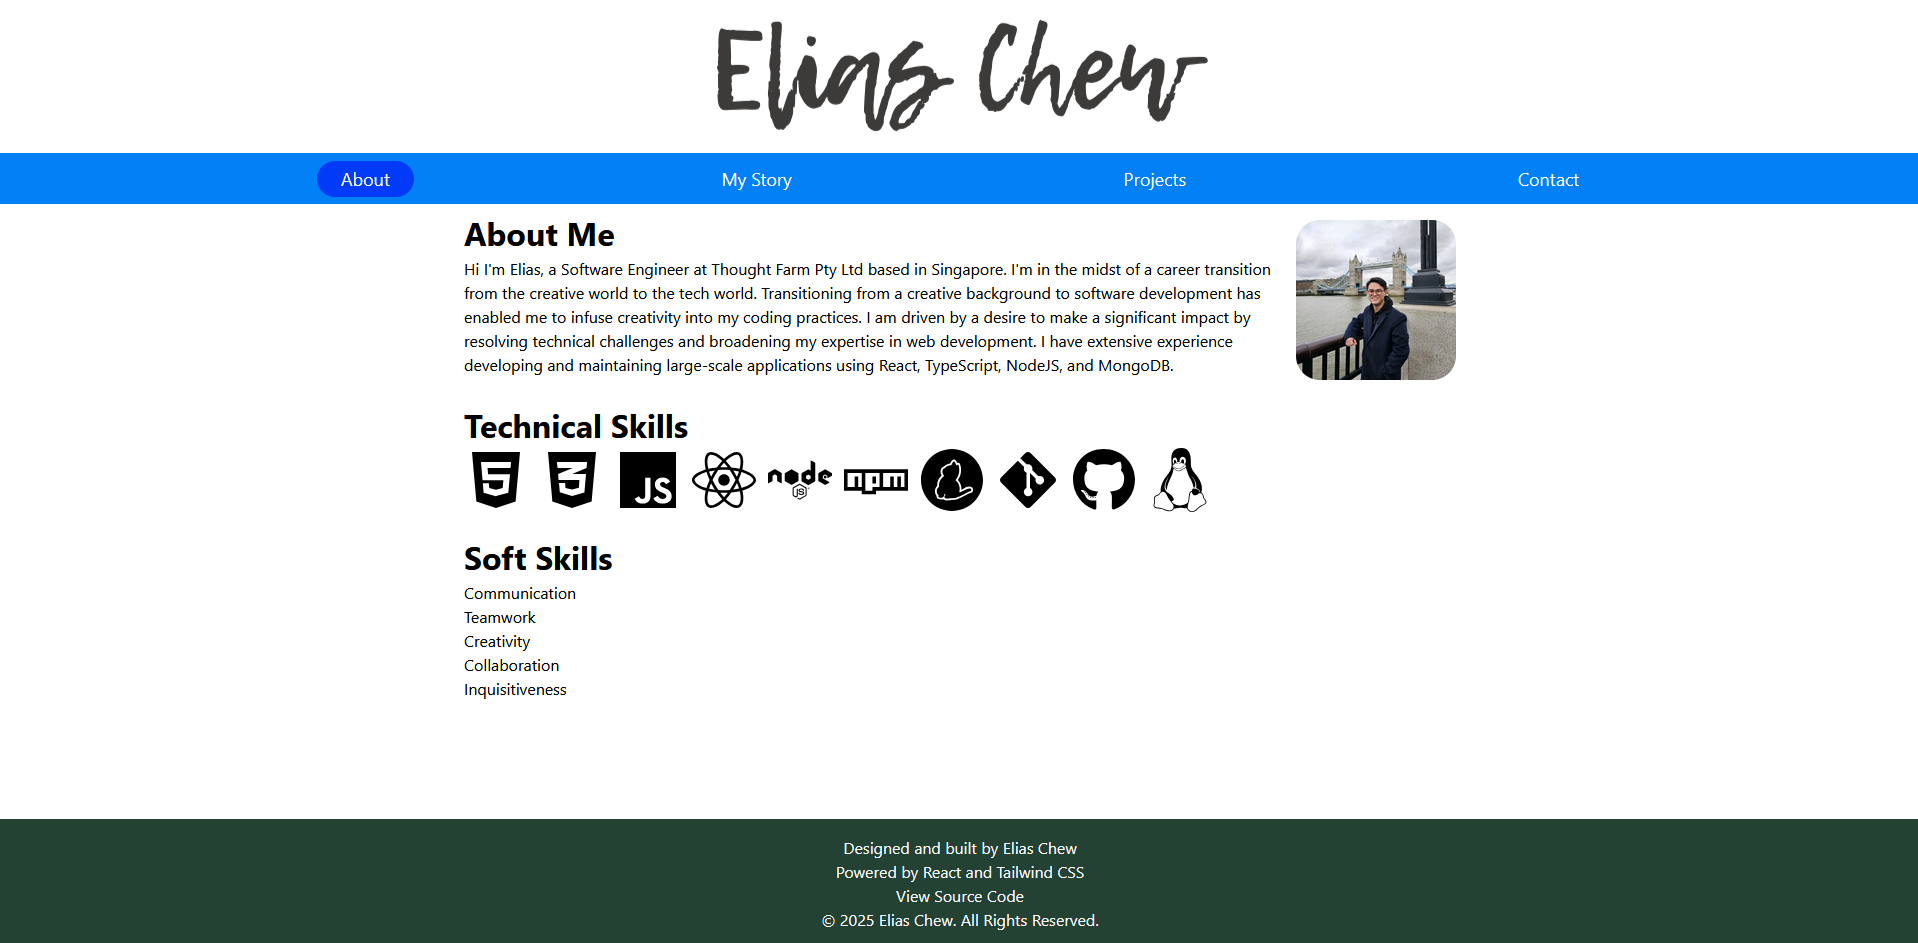 Elias Chew
About
My Story
Projects
Contact
About Me
Hi I'm Elias, a Software Engineer at Thought Farm Pty Ltd based in Singapore. I'm in the midst of a career transition
from the creative world to the tech world. Transitioning from a creative background to software development has
enabled me to infuse creativity into my coding practices. I am driven by a desire to make a significant impact by
resolving technical challenges and broadening my expertise in web development. I have extensive experience
developing and maintaining large-scale applications using React, TypeScript, NodeJS, and MongoDB.
Technical Skills
5
3
JS
node
JS
npm
Soft Skills
Communication
Teamwork
Creativity
Collaboration
Inquisitiveness
Designed and built by Elias Chew
Powered by React and Tailwind CSS
View Source Code
© 2025 Elias Chew. All Rights Reserved.